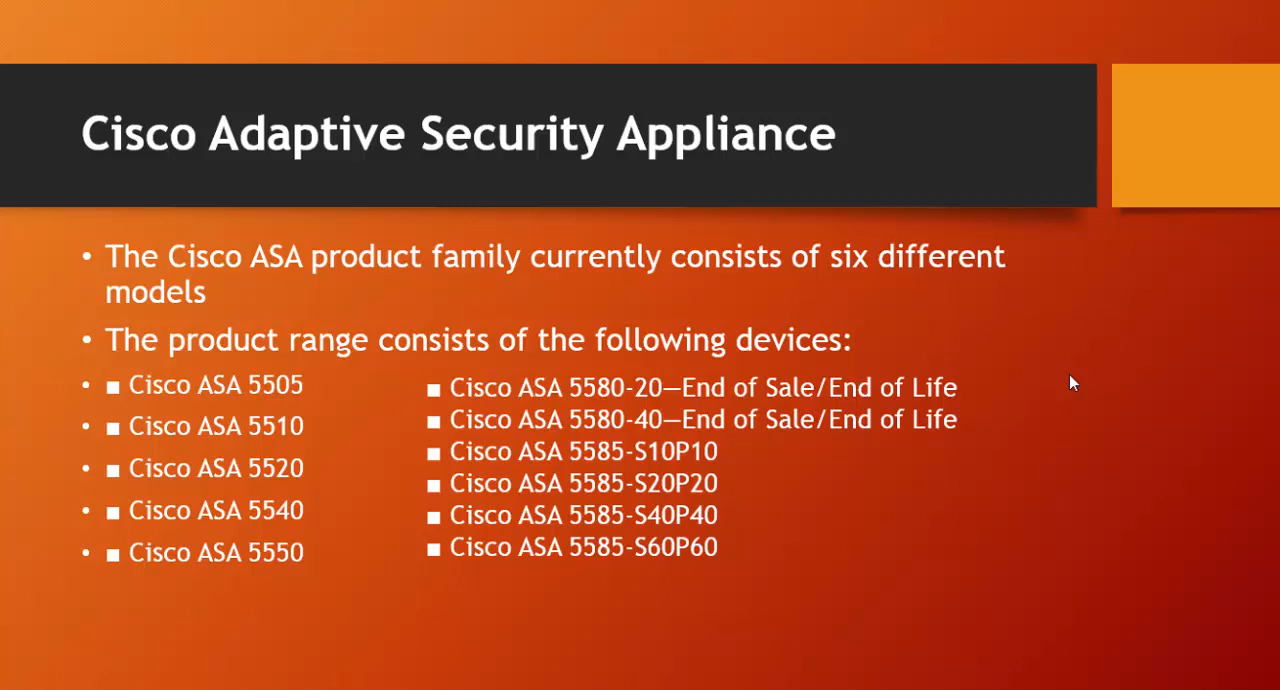 Cisco Adaptive Security Appliance
• The Cisco ASA product family currently consists of six different
models
• The product range consists of the following devices:
• ■ Cisco ASA 5505
• ■ Cisco ASA 5510
• ■ Cisco ASA 5520
• ■ Cisco ASA 5540
• ■ Cisco ASA 5550
■ Cisco ASA 5580-20—End of Sale/End of Life
■ Cisco ASA 5580-40—End of Sale/End of Life
■ Cisco ASA 5585-S10P10
■ Cisco ASA 5585-S20P20
■ Cisco ASA 5585-S40P40
■ Cisco ASA 5585-S60P60